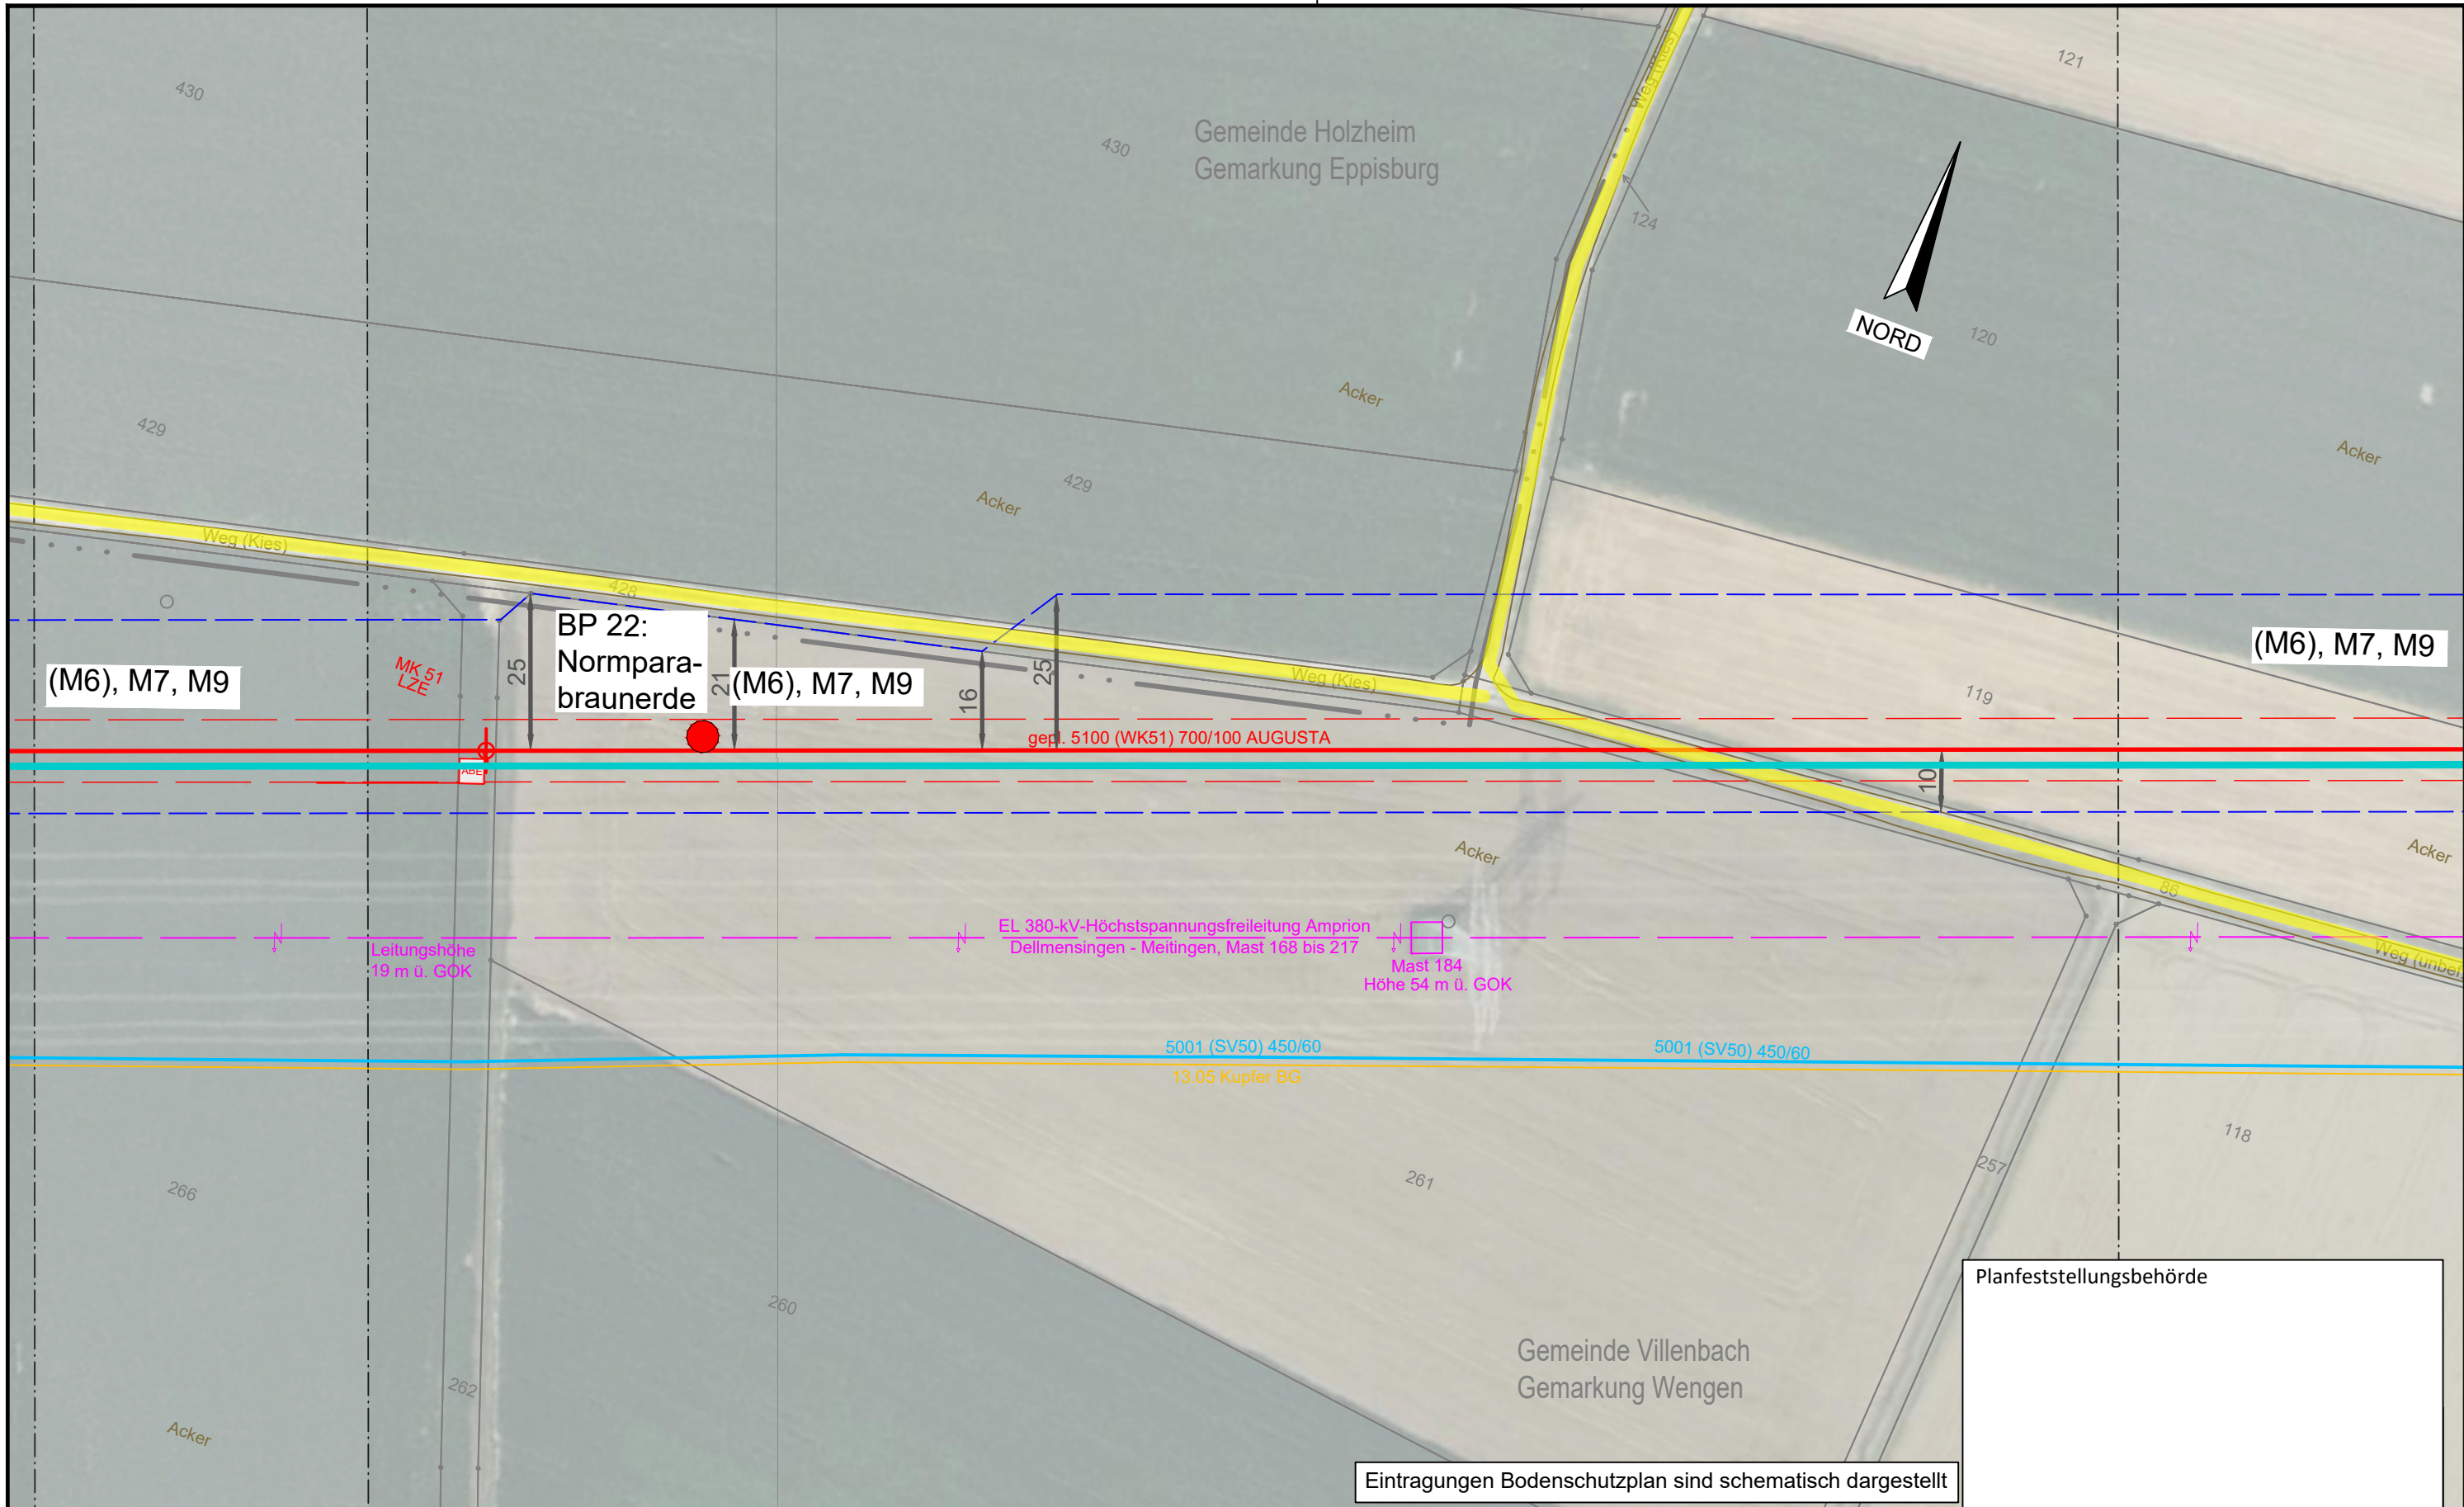 430
430
Gemeinde Holzheim
Gemarkung Eppisburg
Weg (Kies)
121
124
NORD
120
Acker
429
429
Acker
Acker
Weg (Kies)
428
Weg (Kies)
BP 22:
Normpara-
braunerde
(M6), M7, M9
MK 51
LZE
25
21
(M6), M7, M9
16
25
(M6), M7, M9
119
gepl. 5100 (WK51) 700/100 AUGUSTA
ABE
10
Acker
Acker
86
EL 380-kV-Höchstspannungsfreileitung Amprion
Dellmensingen - Meitingen, Mast 168 bis 217
Leitungshöhe
19 m ü. GOK
Mast 184
Höhe 54 m ü. GOK
Weg (unbef
5001 (SV50) 450/60
5001 (SV50) 450/60
13.05 Kupfer BG
118
257
261
266
260
262
Acker
Gemeinde Villenbach
Gemarkung Wengen
Planfeststellungsbehörde
Eintragungen Bodenschutzplan sind schematisch dargestellt